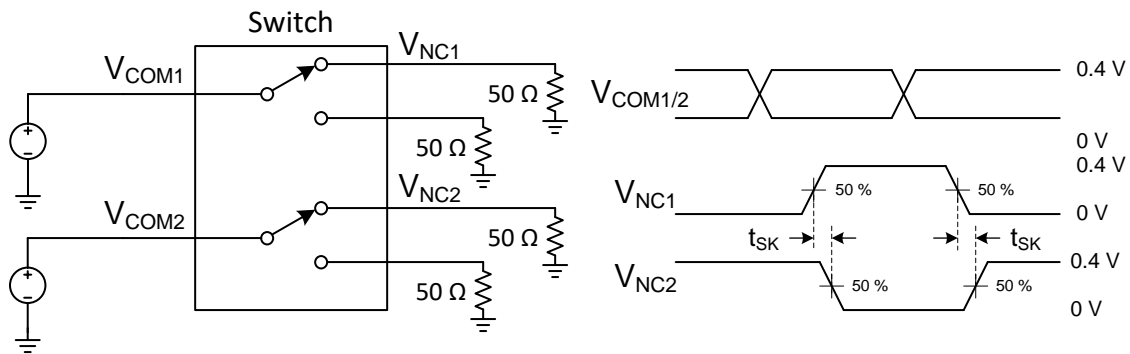 Switch
V_COM1
V_NC1
50 Ω
50 Ω
V_COM2
V_NC2
50 Ω
50 Ω
V_COM1/2
0.4 V
0 V
0.4 V
V_NC1
50 %
50 %
0 V
t_SK
t_SK
V_NC2
0.4 V
50 %
50 %
0 V